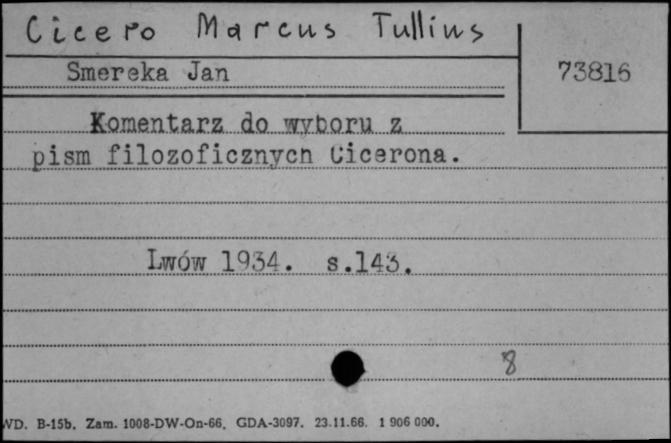 Cicero Marcus Tullius
Smereka Jan
73816
Komentarz do wyboru z
pism filozoficznych Cicerona.
Lwów 1934. s.143.
8
WD. B-15b. Zam. 1008-DW-On-66. GDA-3097. 23.11.66. 1 906 000.